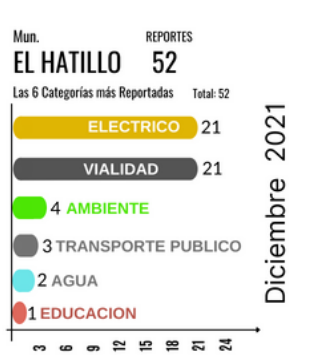 Mun. REPORTES
EL HATILLO 52
Las 6 Categorías más Reportadas Total: 52
ELECTRICO 21
VIALIDAD 21
4 AMBIENTE
3 TRANSPORTE PUBLICO
2 AGUA
1 EDUCACION
3 6 9 12 15 18 21 24
Diciembre 2021